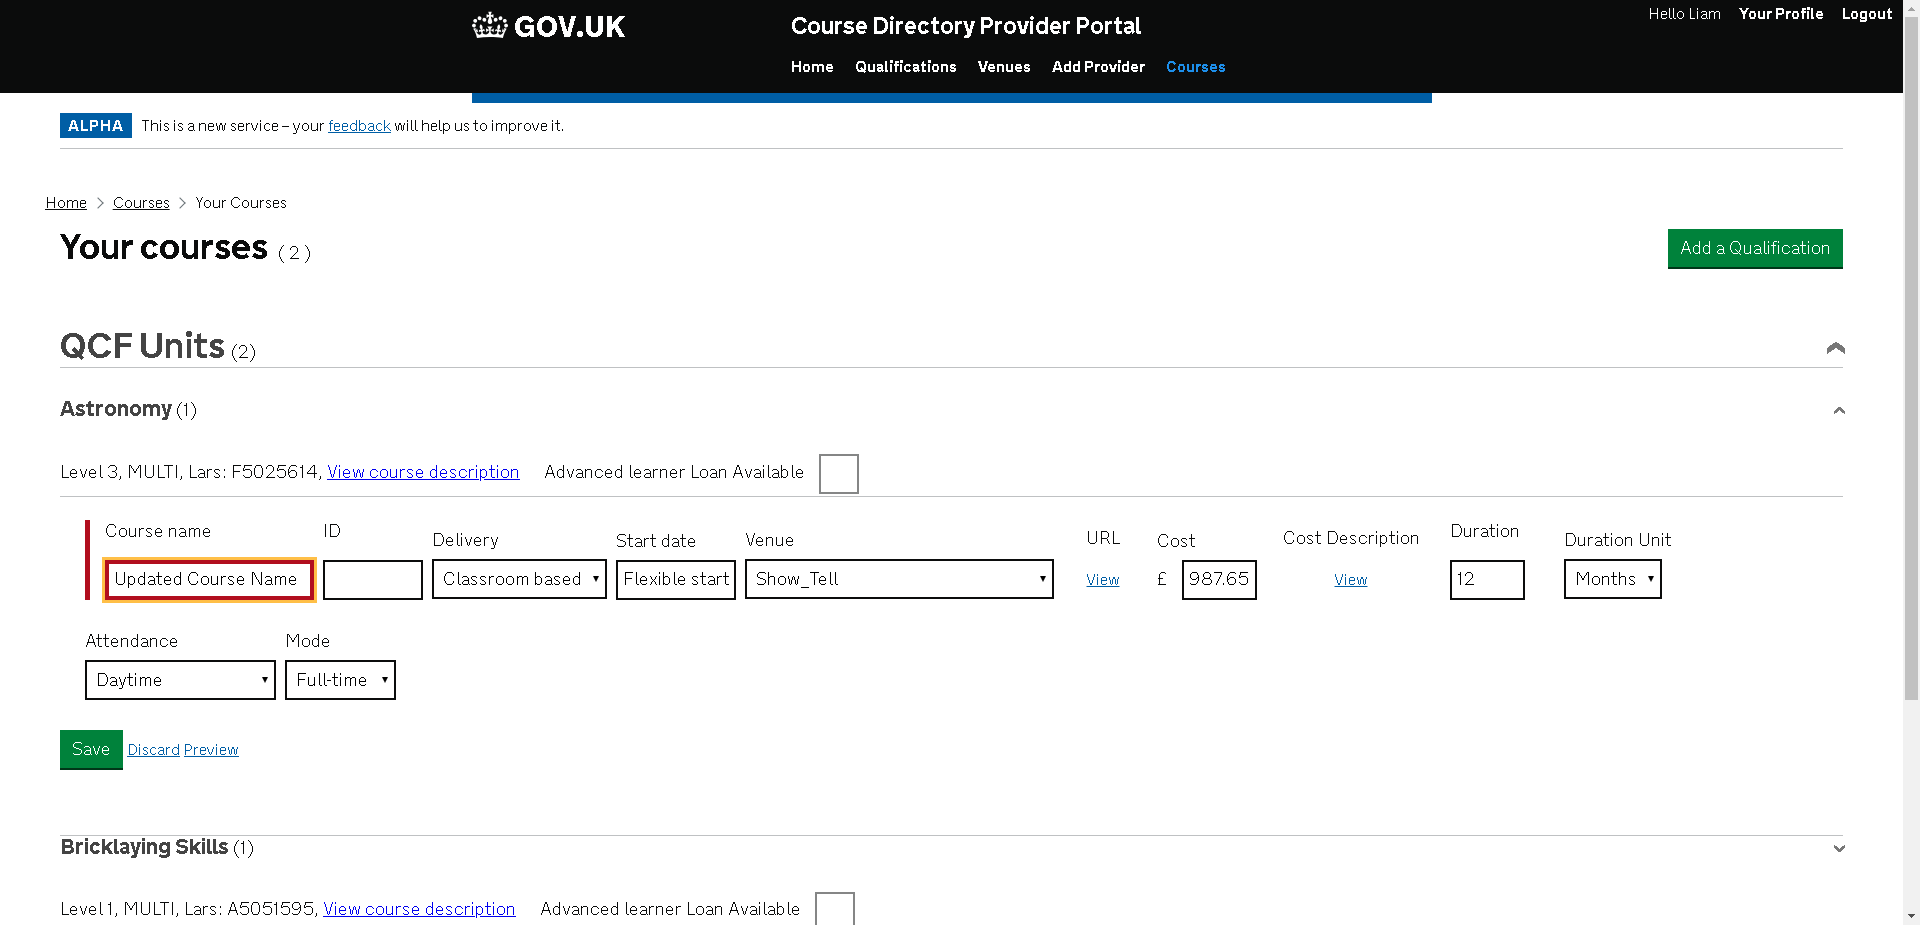 GOV.UK
Course Directory Provider Portal
Hello Liam Your Profile Logout
Home Qualifications Venues Add Provider Courses
ALPHA This is a new service – your feedback will help us to improve it.
Home > Courses > Your Courses
Your courses ( 2 )
Add a Qualification
QCF Units (2)
Astronomy (1)
Level 3, MULTI, Lars: F5025614, View course description Advanced learner Loan Available
Course name ID Delivery Start date Venue URL Cost Cost Description Duration Duration Unit
Updated Course Name Classroom based Flexible start Show_Tell View £ 987.65 View 12 Months
Attendance Mode
Daytime Full-time
Save Discard Preview
Bricklaying Skills (1)
Level 1, MULTI, Lars: A5051595, View course description Advanced learner Loan Available